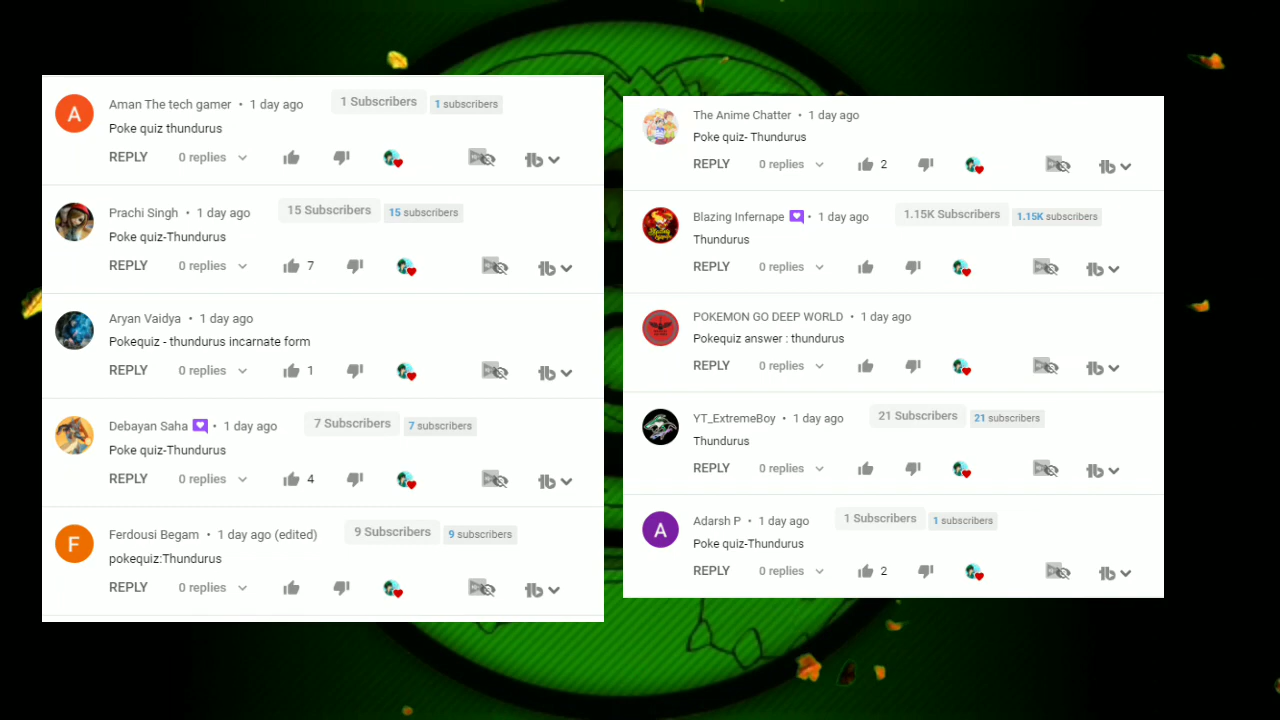 A
Aman The tech gamer • 1 day ago 1 Subscribers 1 subscribers
Poke quiz thundurus
REPLY 0 replies
Prachi Singh • 1 day ago 15 Subscribers 15 subscribers
Poke quiz-Thundurus
REPLY 0 replies 7
Aryan Vaidya • 1 day ago
Pokequiz - thundurus incarnate form
REPLY 0 replies 1
Debayan Saha • 1 day ago 7 Subscribers 7 subscribers
Poke quiz-Thundurus
REPLY 0 replies 4
F
Ferdousi Begam • 1 day ago (edited) 9 Subscribers 9 subscribers
pokequiz:Thundurus
REPLY 0 replies
The Anime Chatter • 1 day ago
Poke quiz- Thundurus
REPLY 0 replies 2
Blazing Infernape • 1 day ago 1.15K Subscribers 1.15K subscribers
Thundurus
REPLY 0 replies
POKEMON GO DEEP WORLD • 1 day ago
Pokequiz answer : thundurus
REPLY 0 replies
YT_ExtremeBoy • 1 day ago 21 Subscribers 21 subscribers
Thundurus
REPLY 0 replies
A
Adarsh P • 1 day ago 1 Subscribers 1 subscribers
Poke quiz-Thundurus
REPLY 0 replies 2